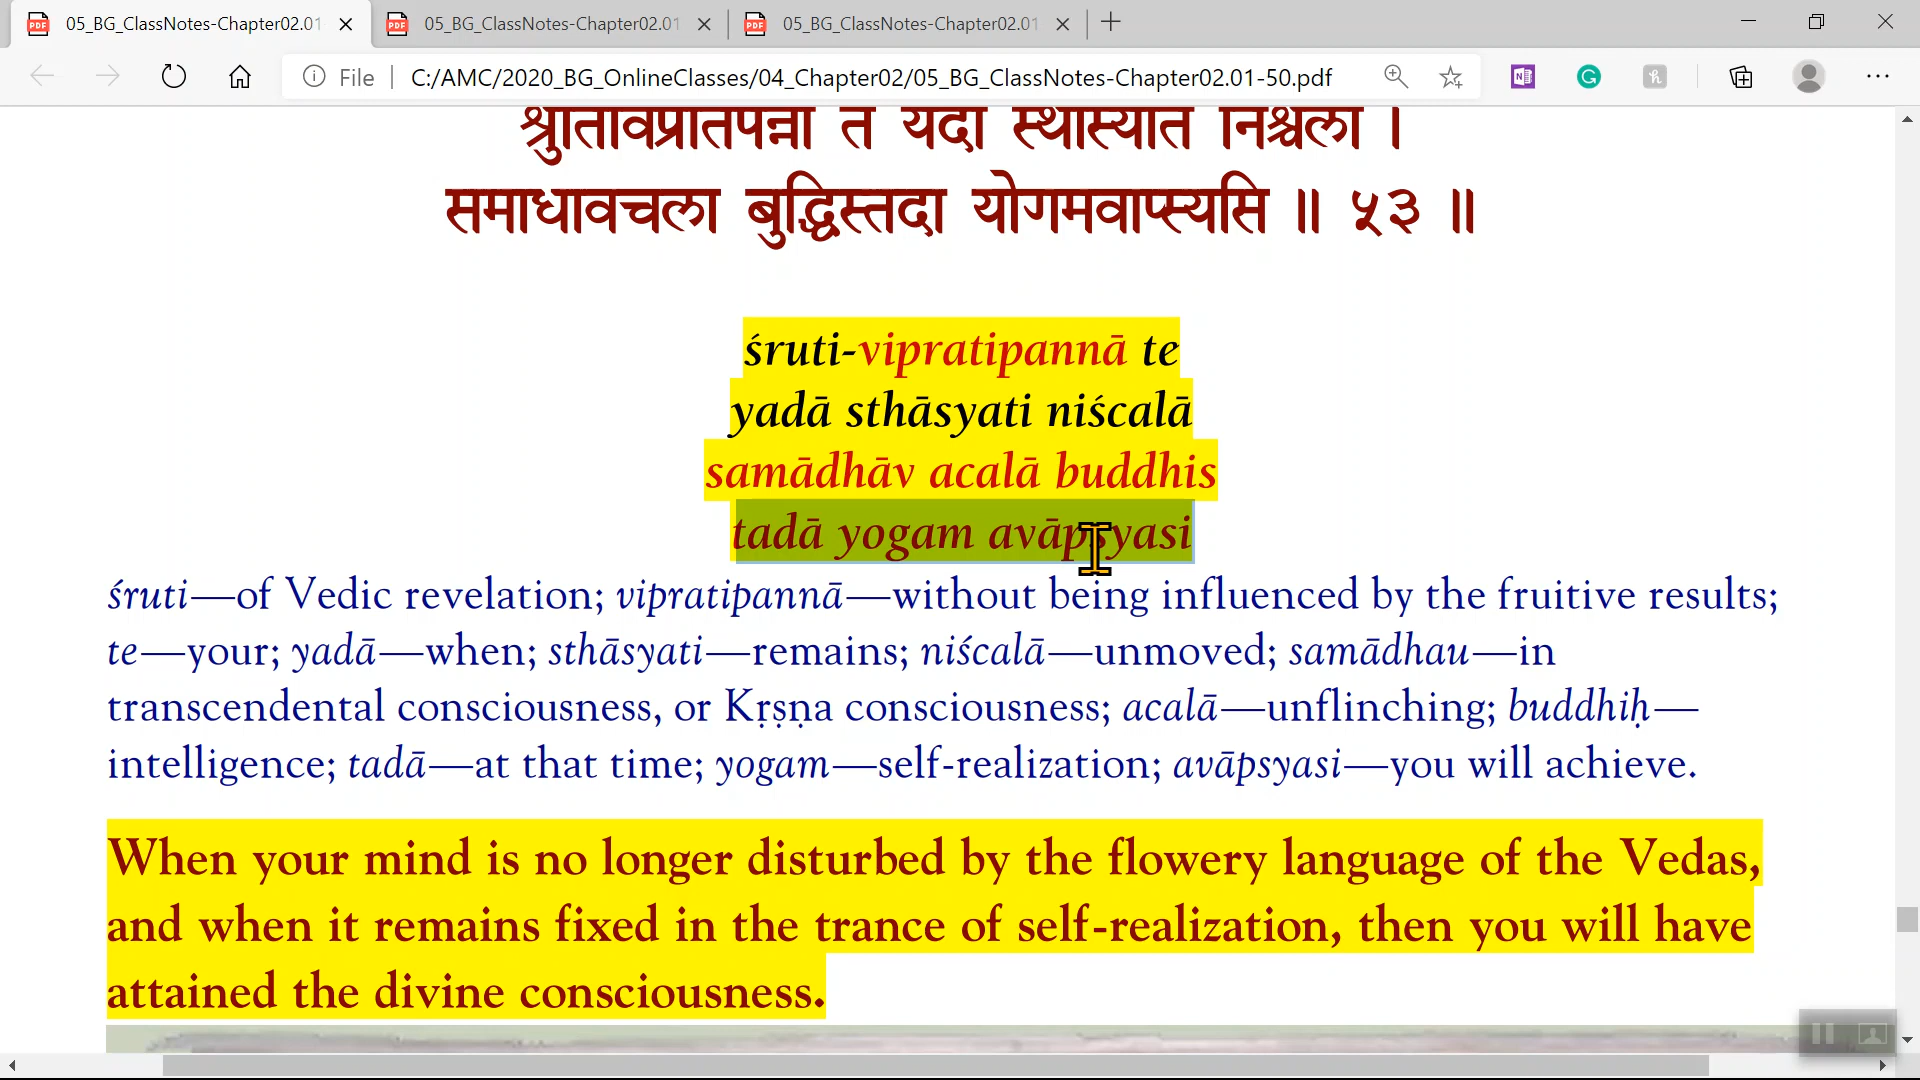 05_BG_ClassNotes-Chapter02.01
05_BG_ClassNotes-Chapter02.01
05_BG_ClassNotes-Chapter02.01
File
C:/AMC/2020_BG_OnlineClasses/04_Chapter02/05_BG_ClassNotes-Chapter02.01-50.pdf
श्रुतिविप्रतिपन्ना ते यदा स्थास्यति निश्चला ।
समाधावचला बुद्धिस्तदा योगमवाप्स्यसि ॥ ५३ ॥
śruti-vipratipannā te
yadā sthāsyati niścalā
samādhāv acalā buddhis
tadā yogam avāpsyasi
śruti—of Vedic revelation; vipratipannā—without being influenced by the fruitive results;
te—your; yadā—when; sthāsyati—remains; niścalā—unmoved; samādhau—in
transcendental consciousness, or Kṛṣṇa consciousness; acalā—unflinching; buddhiḥ—
intelligence; tadā—at that time; yogam—self-realization; avāpsyasi—you will achieve.
When your mind is no longer disturbed by the flowery language of the Vedas,
and when it remains fixed in the trance of self-realization, then you will have
attained the divine consciousness.